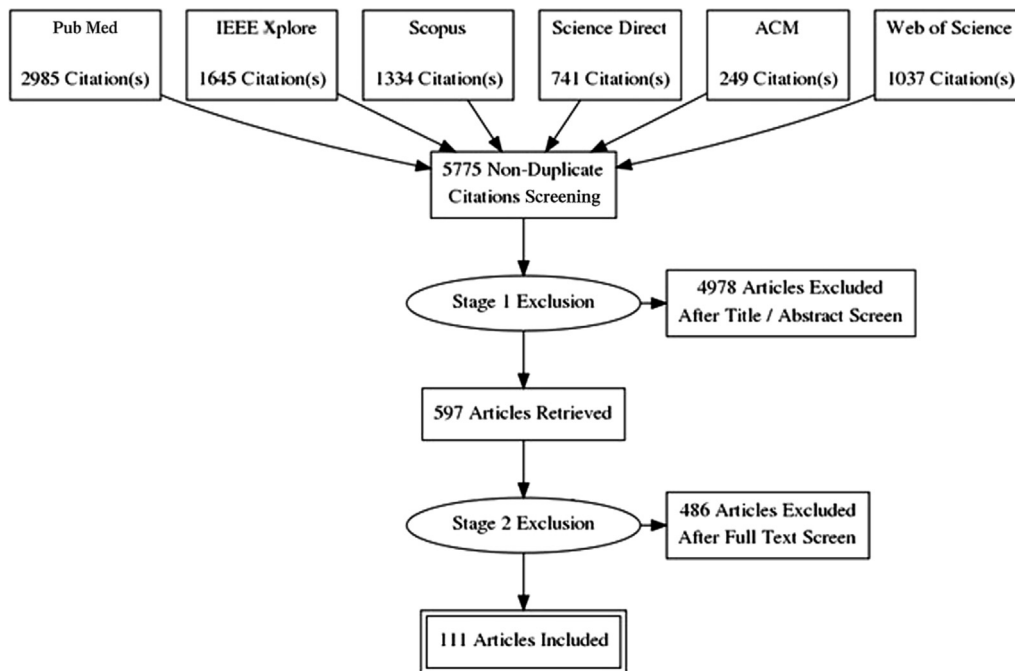 Pub Med
2985 Citation(s)
IEEE Xplore
1645 Citation(s)
Scopus
1334 Citation(s)
Science Direct
741 Citation(s)
ACM
249 Citation(s)
Web of Science
1037 Citation(s)
5775 Non-Duplicate
Citations Screening
Stage 1 Exclusion
4978 Articles Excluded
After Title / Abstract Screen
597 Articles Retrieved
Stage 2 Exclusion
486 Articles Excluded
After Full Text Screen
111 Articles Included